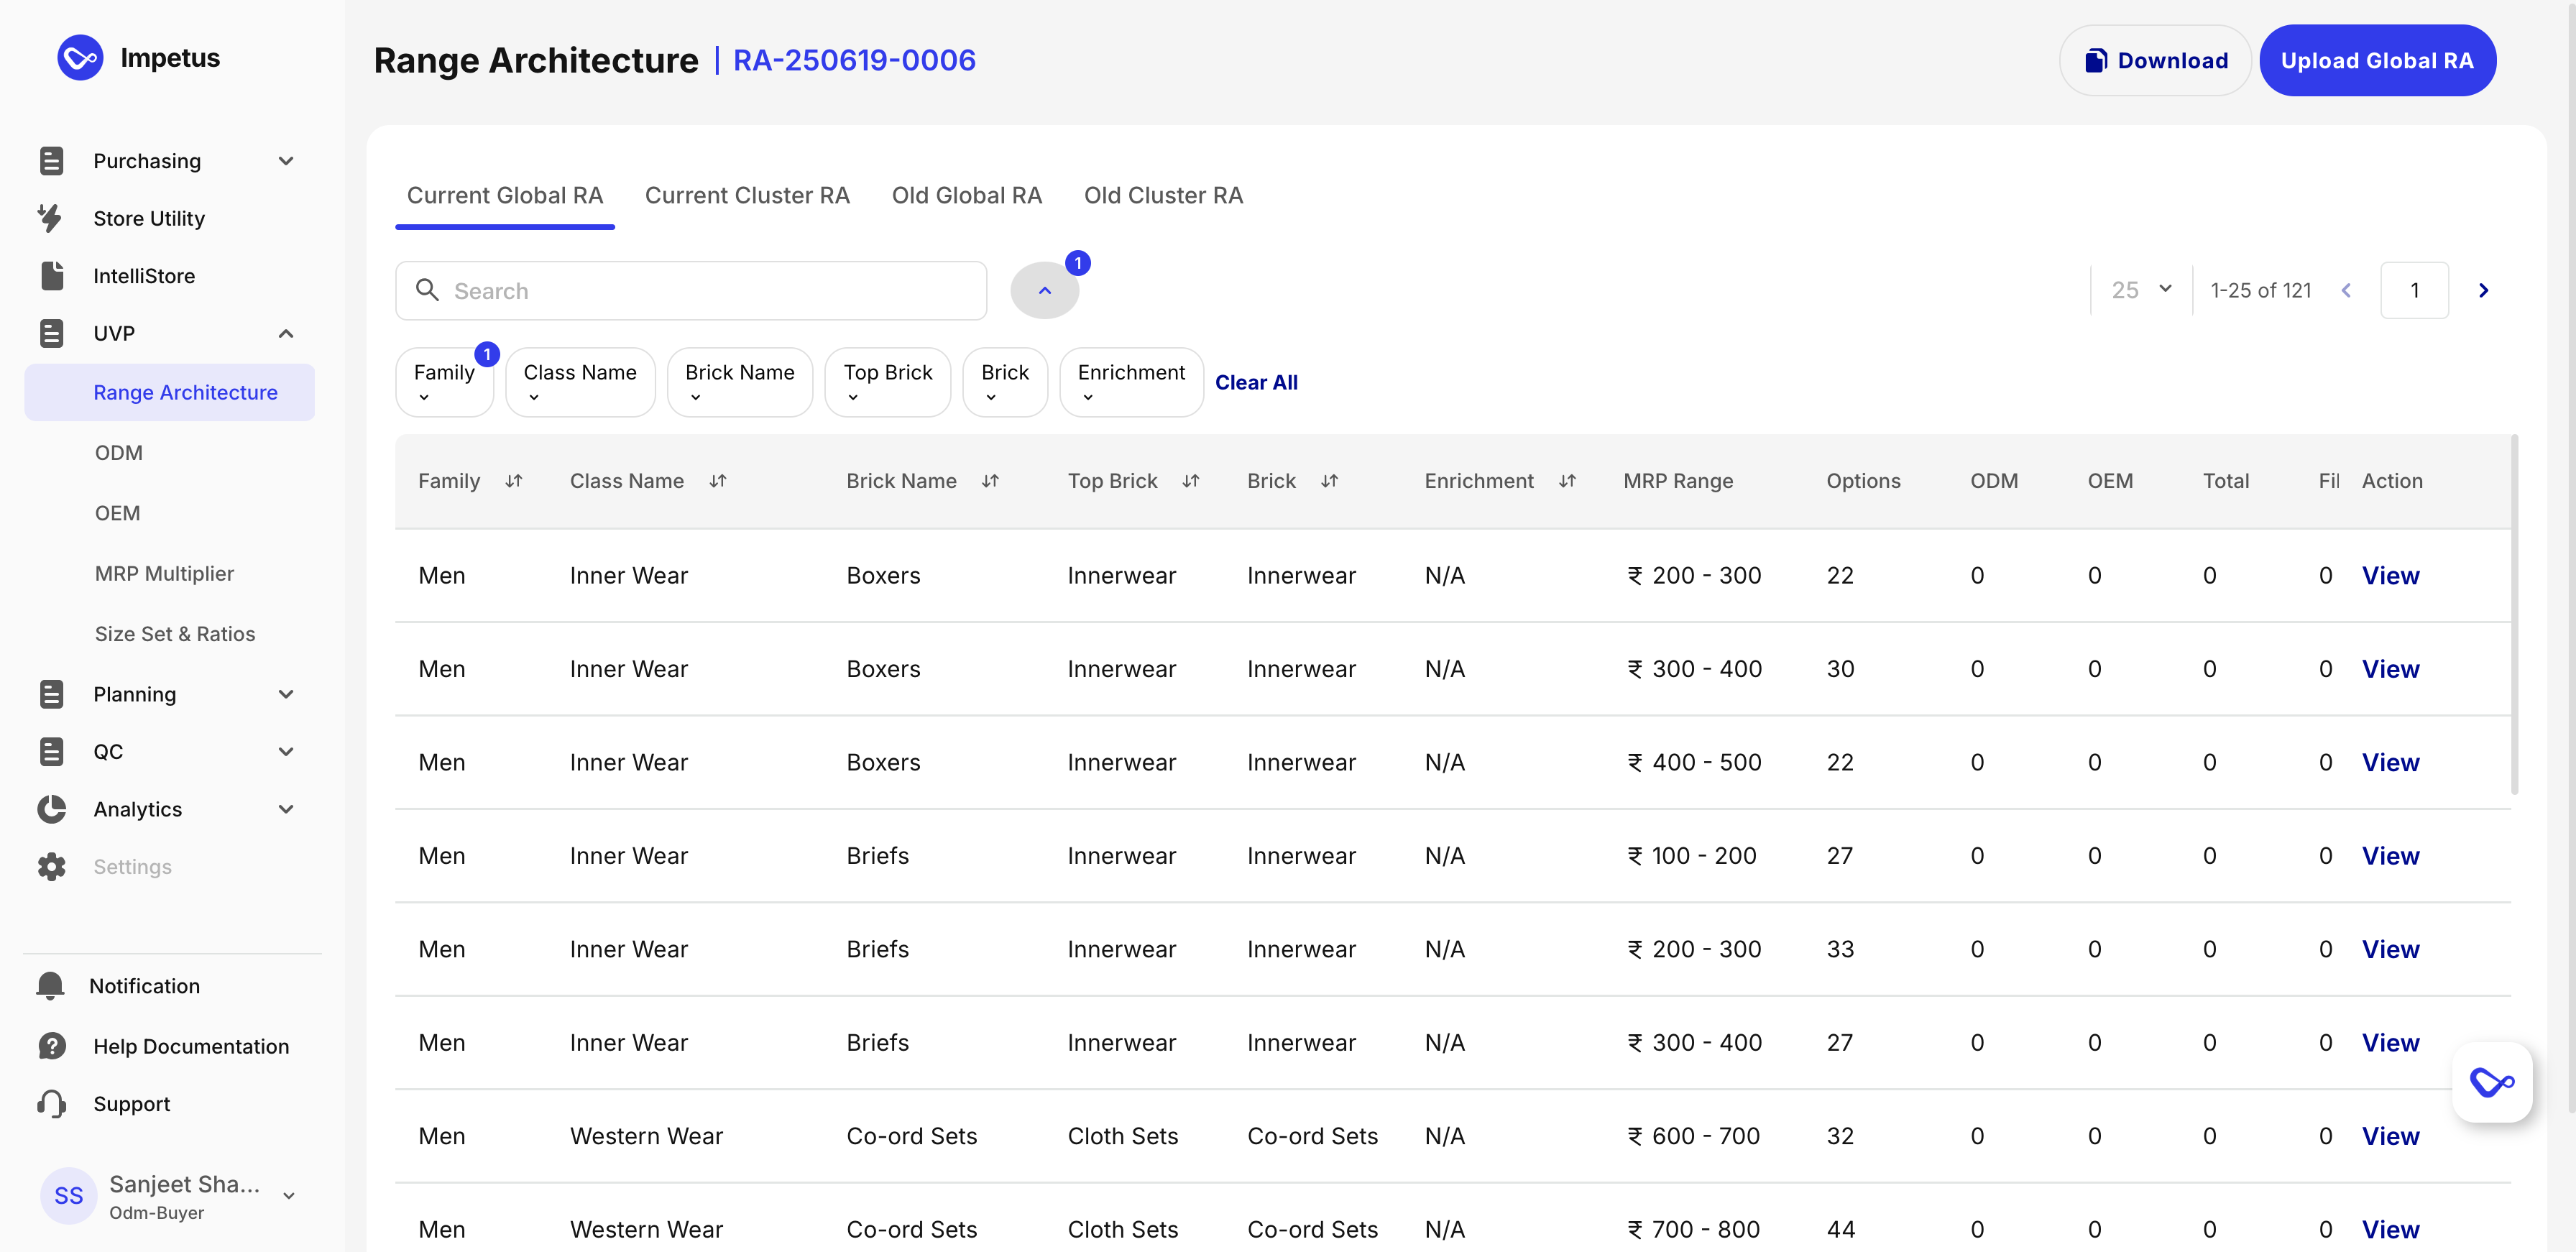 Impetus
Purchasing
Store Utility
IntelliStore
UVP
Range Architecture
ODM
OEM
MRP Multiplier
Size Set & Ratios
Planning
QC
Analytics
Settings
Notification
Help Documentation
Support
SS
Sanjeet Sha...
Odm-Buyer
Range Architecture | RA-250619-0006
Download
Upload Global RA
Current Global RA Current Cluster RA Old Global RA Old Cluster RA
Search
1
25
1-25 of 121
1
Family 1 Class Name Brick Name Top Brick Brick Enrichment Clear All
Family Class Name Brick Name Top Brick Brick Enrichment MRP Range Options ODM OEM Total Fil Action
Men Inner Wear Boxers Innerwear Innerwear N/A ₹ 200 - 300 22 0 0 0 0 View
Men Inner Wear Boxers Innerwear Innerwear N/A ₹ 300 - 400 30 0 0 0 0 View
Men Inner Wear Boxers Innerwear Innerwear N/A ₹ 400 - 500 22 0 0 0 0 View
Men Inner Wear Briefs Innerwear Innerwear N/A ₹ 100 - 200 27 0 0 0 0 View
Men Inner Wear Briefs Innerwear Innerwear N/A ₹ 200 - 300 33 0 0 0 0 View
Men Inner Wear Briefs Innerwear Innerwear N/A ₹ 300 - 400 27 0 0 0 0 View
Men Western Wear Co-ord Sets Cloth Sets Co-ord Sets N/A ₹ 600 - 700 32 0 0 0 0 View
Men Western Wear Co-ord Sets Cloth Sets Co-ord Sets N/A ₹ 700 - 800 44 0 0 0 0 View